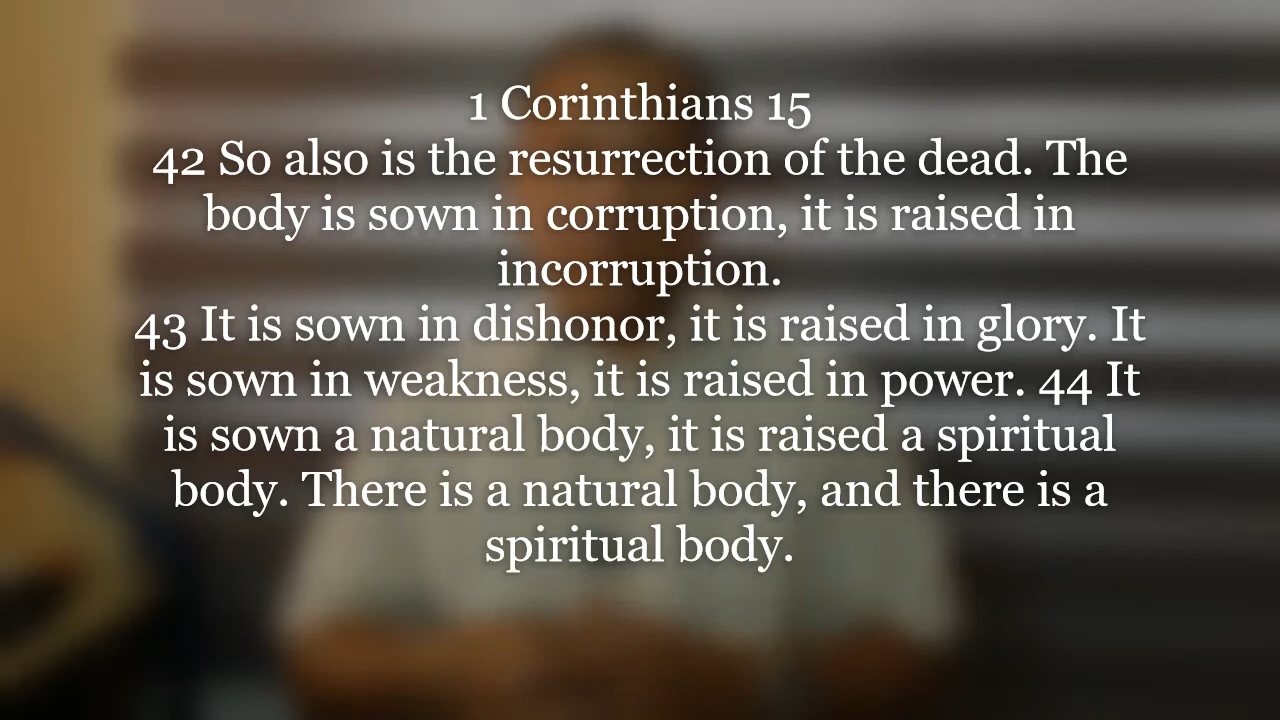 1 Corinthians 15
42 So also is the resurrection of the dead. The
body is sown in corruption, it is raised in
incorruption.
43 It is sown in dishonor, it is raised in glory. It
is sown in weakness, it is raised in power. 44 It
is sown a natural body, it is raised a spiritual
body. There is a natural body, and there is a
spiritual body.